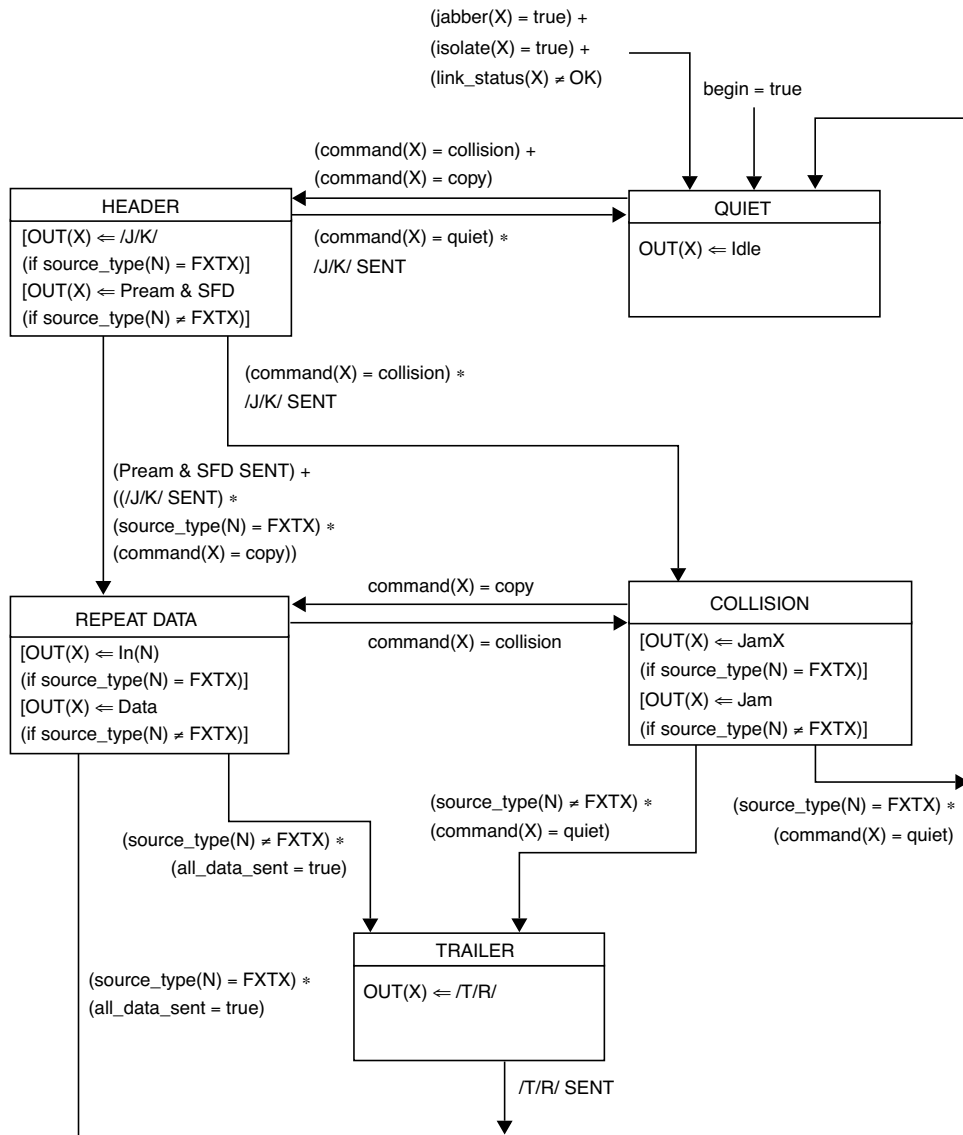 (jabber(X) = true) +
(isolate(X) = true) +
(link_status(X) ≠ OK)
begin = true
(command(X) = collision) +
(command(X) = copy)
HEADER
[OUT(X) ⇐ /J/K/
(if source_type(N) = FXTX)]
[OUT(X) ⇐ Pream & SFD
(if source_type(N) ≠ FXTX)]
(command(X) = quiet) *
/J/K/ SENT
QUIET
OUT(X) ⇐ Idle
(command(X) = collision) *
/J/K/ SENT
(Pream & SFD SENT) +
((/J/K/ SENT) *
(source_type(N) = FXTX) *
(command(X) = copy))
command(X) = copy
command(X) = collision
REPEAT DATA
[OUT(X) ⇐ In(N)
(if source_type(N) = FXTX)]
[OUT(X) ⇐ Data
(if source_type(N) ≠ FXTX)]
COLLISION
[OUT(X) ⇐ JamX
(if source_type(N) = FXTX)]
[OUT(X) ⇐ Jam
(if source_type(N) ≠ FXTX)]
(source_type(N) ≠ FXTX) *
(all_data_sent = true)
(source_type(N) ≠ FXTX) *
(command(X) = quiet)
(source_type(N) = FXTX) *
(command(X) = quiet)
(source_type(N) = FXTX) *
(all_data_sent = true)
TRAILER
OUT(X) ⇐ /T/R/
/T/R/ SENT